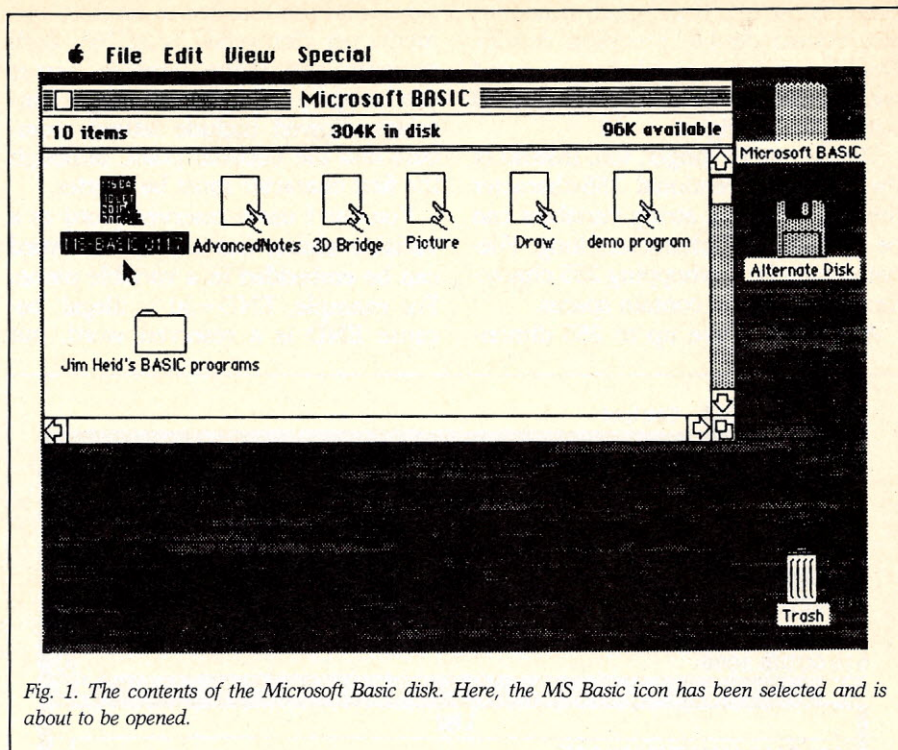 File Edit View Special
Microsoft BASIC
10 items 304K in disk 96K available
Microsoft BASIC
AdvancedNotes 3D Bridge Picture Draw demo program
Alternate Disk
Jim Heid's BASIC programs
Trash
Fig. 1. The contents of the Microsoft Basic disk. Here, the MS Basic icon has been selected and is
about to be opened.